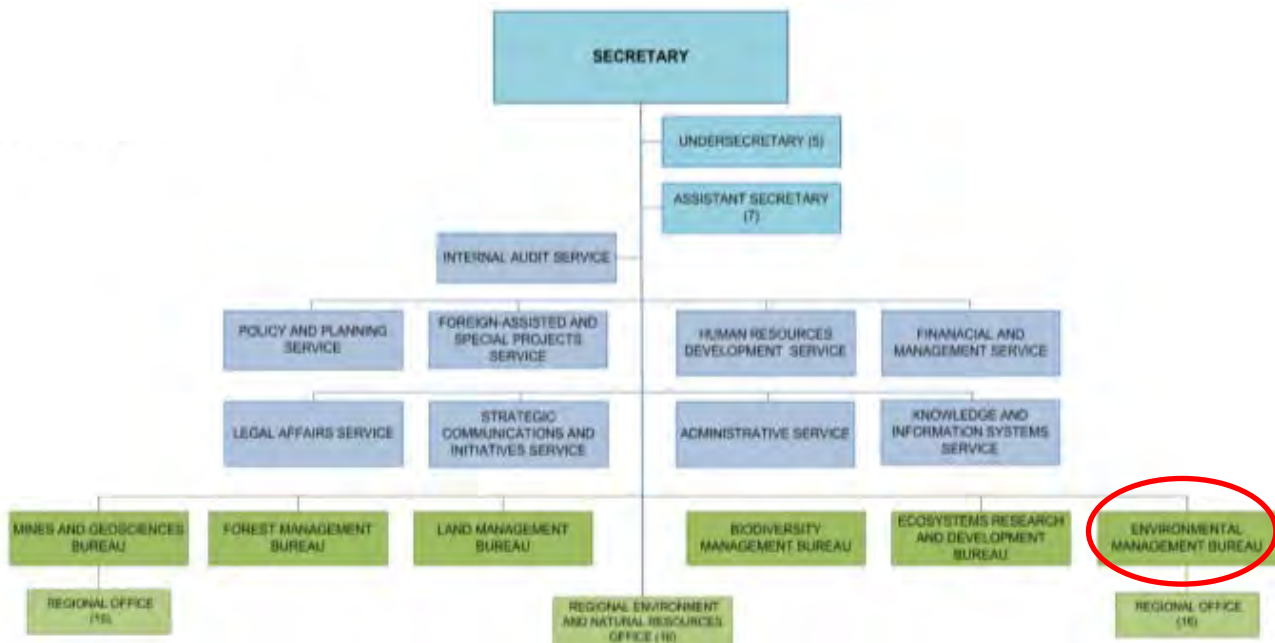 SECRETARY
UNDERSECRETARY (5)
ASSISTANT SECRETARY
(7)
INTERNAL AUDIT SERVICE
POLICY AND PLANNING
SERVICE
FOREIGN-ASSISTED AND
SPECIAL PROJECTS
SERVICE
HUMAN RESOURCES
DEVELOPMENT SERVICE
FINANACIAL AND
MANAGEMENT SERVICE
LEGAL AFFAIRS SERVICE
STRATEGIC
COMMUNICATIONS AND
INITIATIVES SERVICE
ADMINISTRATIVE SERVICE
KNOWLEDGE AND
INFORMATION SYSTEMS
SERVICE
MINES AND GEOSCIENCES
BUREAU
FOREST MANAGEMENT
BUREAU
LAND MANAGEMENT
BUREAU
BIODIVERSITY
MANAGEMENT BUREAU
ECOSYSTEMS RESEARCH
AND DEVELOPMENT
BUREAU
ENVIRONMENTAL
MANAGEMENT BUREAU
REGIONAL OFFICE
REGIONAL ENVIRONMENT
AND NATURAL RESOURCES
OFFICE
REGIONAL OFFICE
(16)